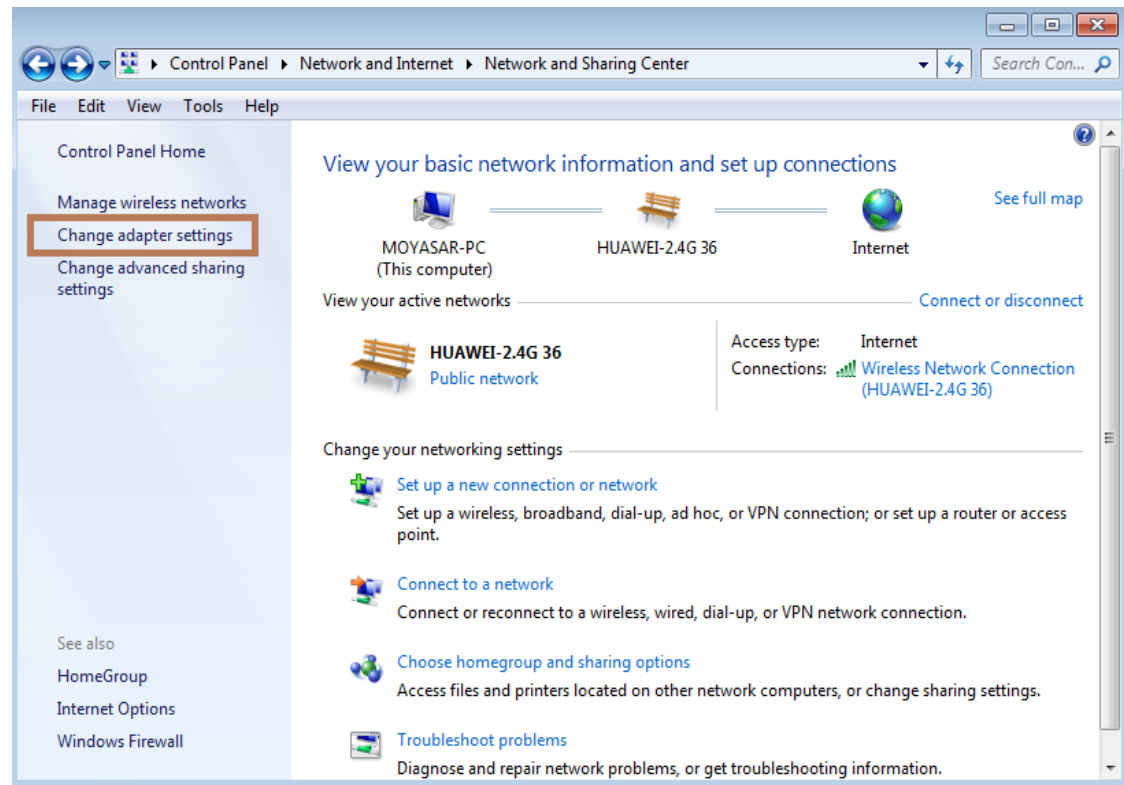 Control Panel Network and Internet Network and Sharing Center Search Con...
File Edit View Tools Help
Control Panel Home
Manage wireless networks
Change adapter settings
Change advanced sharing
settings
See also
HomeGroup
Internet Options
Windows Firewall
View your basic network information and set up connections
See full map
MOYASAR-PC
(This computer)
HUAWEI-2.4G 36
Internet
View your active networks Connect or disconnect
HUAWEI-2.4G 36
Public network
Access type: Internet
Connections: Wireless Network Connection
(HUAWEI-2.4G 36)
Change your networking settings
Set up a new connection or network
Set up a wireless, broadband, dial-up, ad hoc, or VPN connection; or set up a router or access
point.
Connect to a network
Connect or reconnect to a wireless, wired, dial-up, or VPN network connection.
Choose homegroup and sharing options
Access files and printers located on other network computers, or change sharing settings.
Troubleshoot problems
Diagnose and repair network problems, or get troubleshooting information.